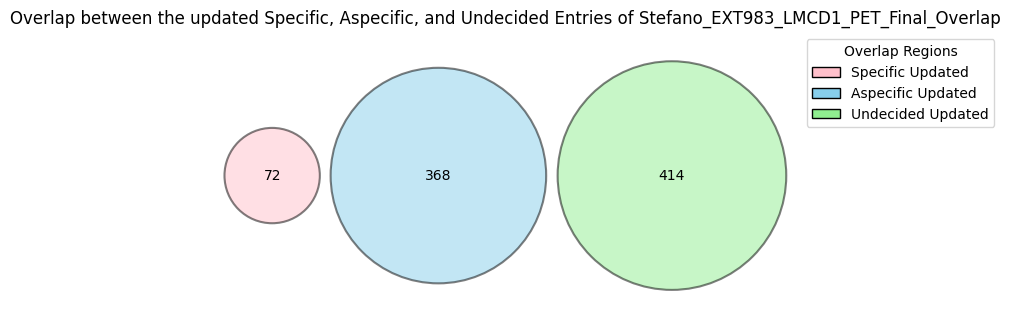 Overlap between the updated Specific, Aspecific, and Undecided Entries of Stefano_EXT983_LMCD1_PET_Final_Overlap
Overlap Regions
Specific Updated
Aspecific Updated
Undecided Updated
72
368
414